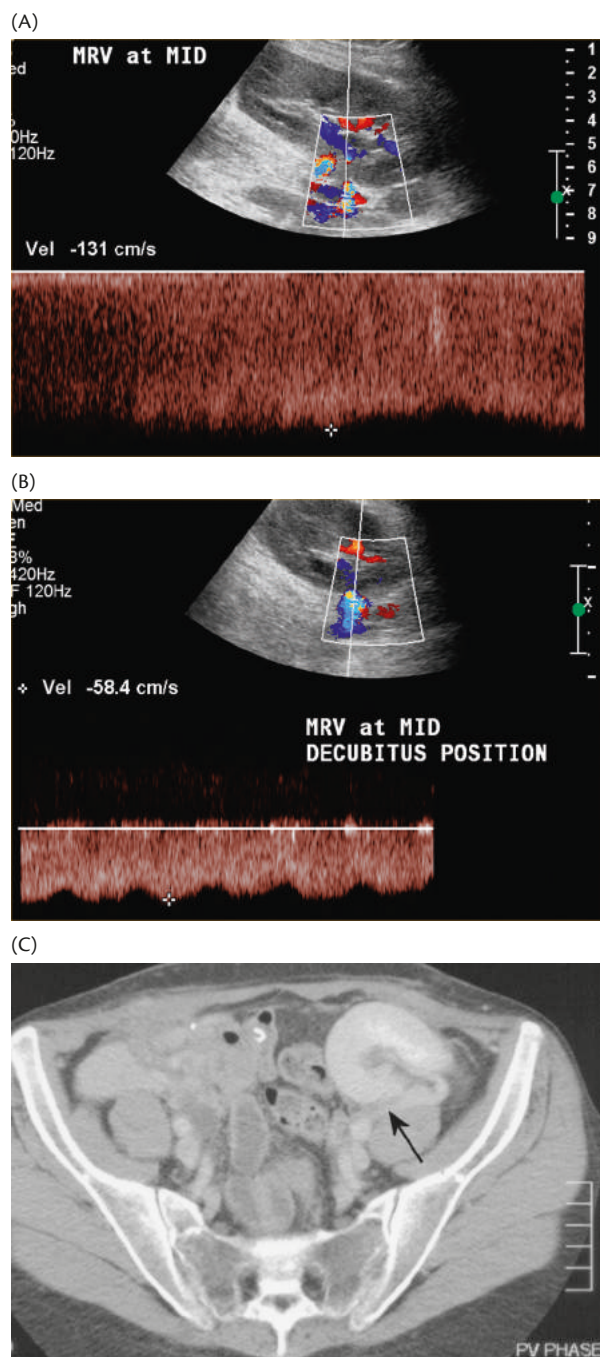 (A)
MRV at MID
ed
0Hz
120Hz
1
2
3
4
5
6
7
8
9
X
Vel -131 cm/s
(B)
Med
en
F
8%
420Hz
F 120Hz
gh
X
Vel -58.4 cm/s
MRV at MID
DECUBITUS POSITION
(C)
PV PHASE